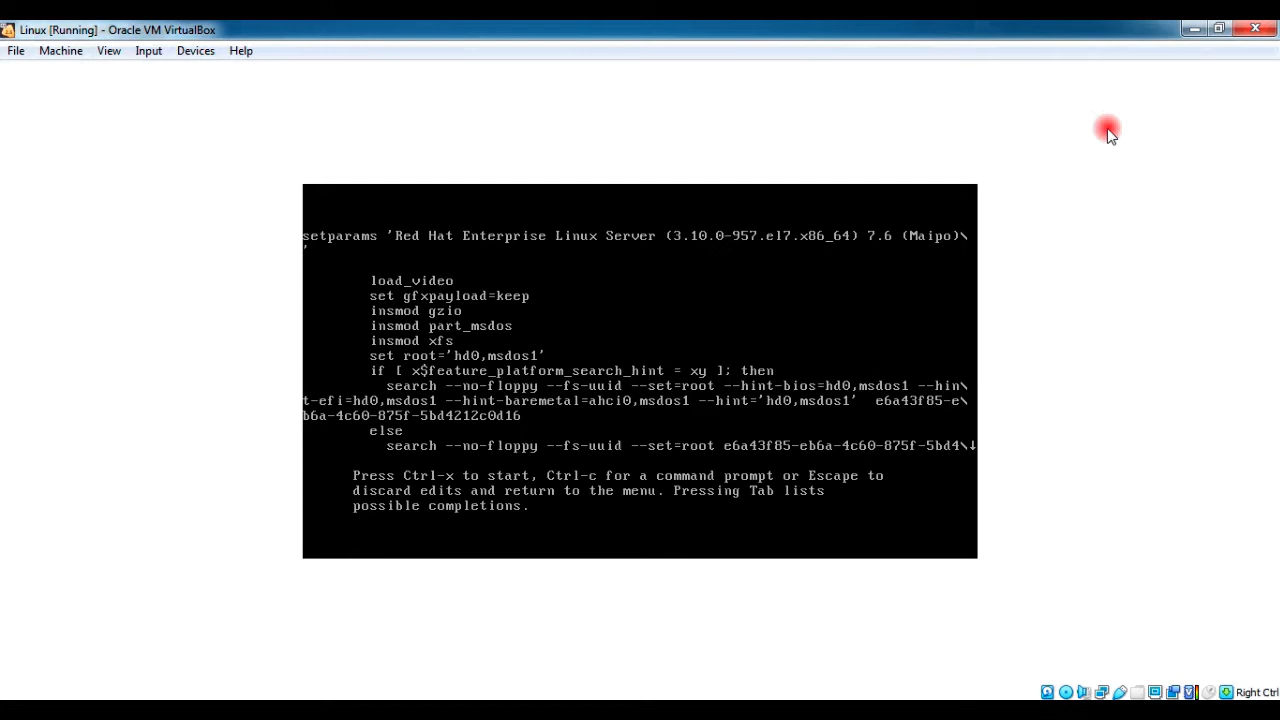 Linux [Running] - Oracle VM VirtualBox
File Machine View Input Devices Help
setparams 'Red Hat Enterprise Linux Server (3.10.0-957.el7.x86_64) 7.6 (Maipo)\
'
load_video
set gfxpayload=keep
insmod gzio
insmod part_msdos
insmod xfs
set root='hd0,msdos1'
if [ x$feature_platform_search_hint = xy ]; then
search --no-floppy --fs-uuid --set=root --hint-bios=hd0,msdos1 --hin\
t-efi=hd0,msdos1 --hint-baremetal=ahci0,msdos1 --hint='hd0,msdos1'  e6a43f85-e\
b6a-4c60-875f-5bd4212c0d16
else
search --no-floppy --fs-uuid --set=root e6a43f85-eb6a-4c60-875f-5bd4\↓
Press Ctrl-x to start, Ctrl-c for a command prompt or Escape to
discard edits and return to the menu. Pressing Tab lists
possible completions.
Right Ctrl